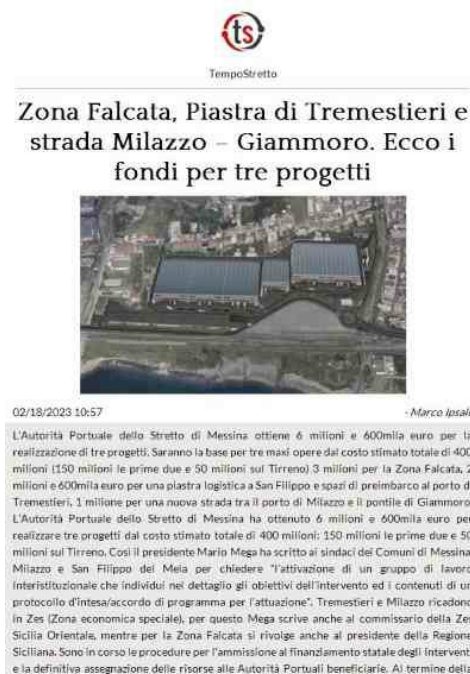 ts
TempoStretto
Zona Falcata, Piastra di Tremestieri e
strada Milazzo – Giammoro. Ecco i
fondi per tre progetti
02/18/2023 10:57
- Marco Ipsale
L'Autorità Portuale dello Stretto di Messina ottiene 6 milioni e 600mila euro per la
realizzazione di tre progetti. Saranno la base per tre maxi opere dal costo stimato totale di 400
milioni (150 milioni le prime due e 50 milioni sul Tirreno) 3 milioni per la Zona Falcata, 2
milioni e 600mila euro per una piastra logistica a San Filippo e spazi di preimbarco al porto di
Tremestieri, 1 milione per una nuova strada tra il porto di Milazzo e il pontile di Giammoro.
L'Autorità Portuale dello Stretto di Messina ha ottenuto 6 milioni e 600mila euro per
realizzare tre progetti dal costo stimato totale di 400 milioni: 150 milioni le prime due e 50
milioni sul Tirreno. Così il presidente Mario Mega ha scritto ai sindaci dei Comuni di Messina,
Milazzo e San Filippo del Mela per chiedere "l'attivazione di un gruppo di lavoro
interistituzionale che individui nel dettaglio gli obiettivi dell'intervento ed i contenuti di un
protocollo d'intesa/accordo di programma per l'attuazione". Tremestieri e Milazzo ricadono
in Zes (Zona economica speciale), per questo Mega scrive anche al commissario della Zes
Sicilia Orientale, mentre per la Zona Falcata si rivolge anche al presidente della Regione
Siciliana. Sono in corso le procedure per l'ammissione al finanziamento statale degli interventi
e la definitiva assegnazione delle risorse alle Autorità Portuali beneficiarie. Al termine della